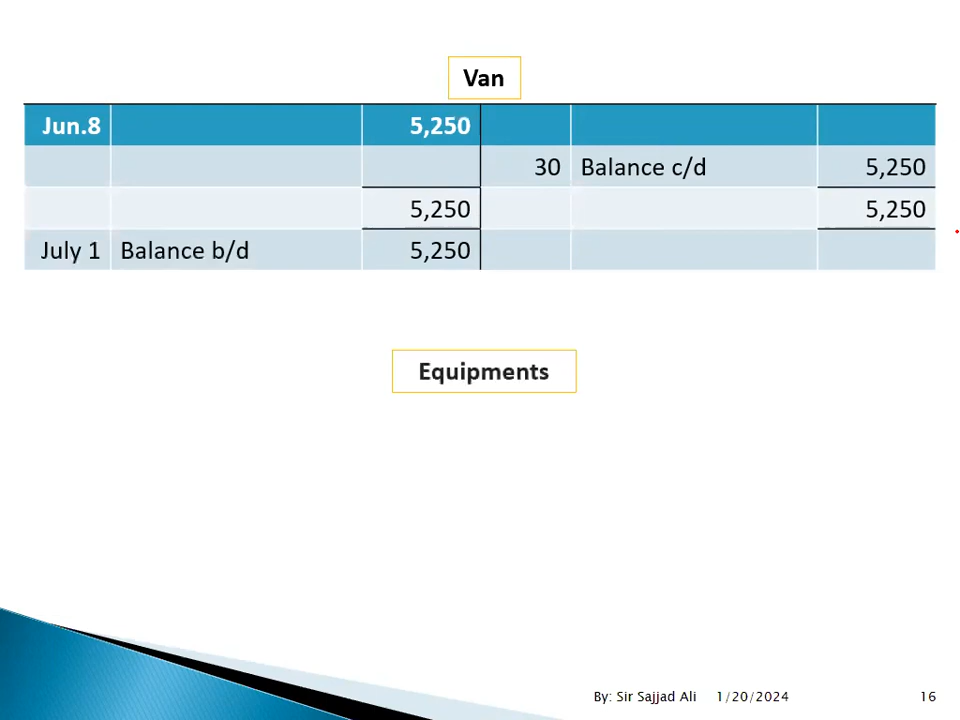 Van
Jun.8 5,250
30 Balance c/d 5,250
5,250 5,250
July 1 Balance b/d 5,250
Equipments
By: Sir Sajjad Ali 1/20/2024 16